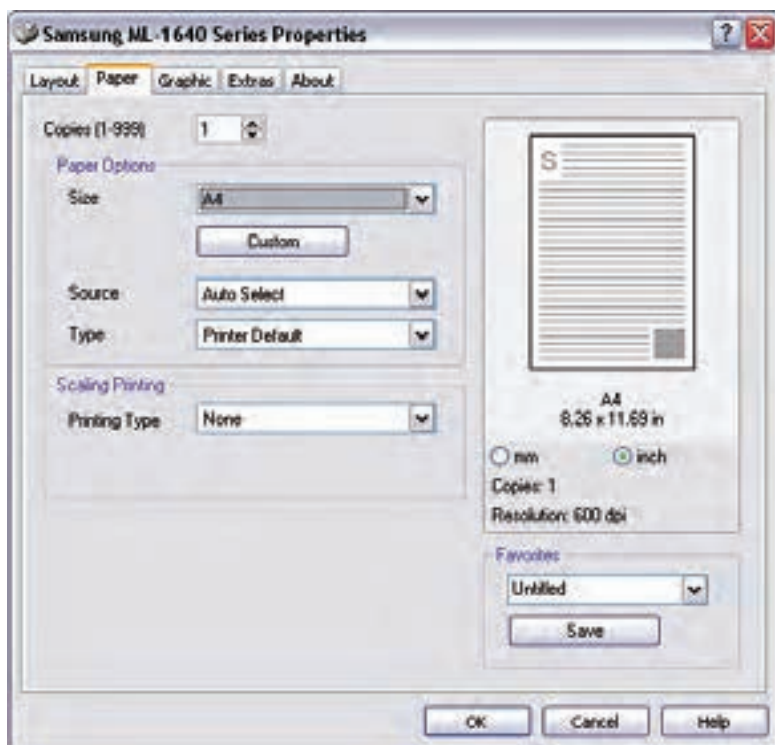 Samsung ML-1640 Series Properties
Layout Paper Graphic Extras About
Copies (1-999) 1
Paper Options
Size A4
Custom
Source Auto Select
Type Printer Default
Scaling Printing
Printing Type None
S
A4
8.26 x 11.69 in
mm inch
Copies: 1
Resolution: 600 dpi
Favorites
Untitled
Save
OK Cancel Help